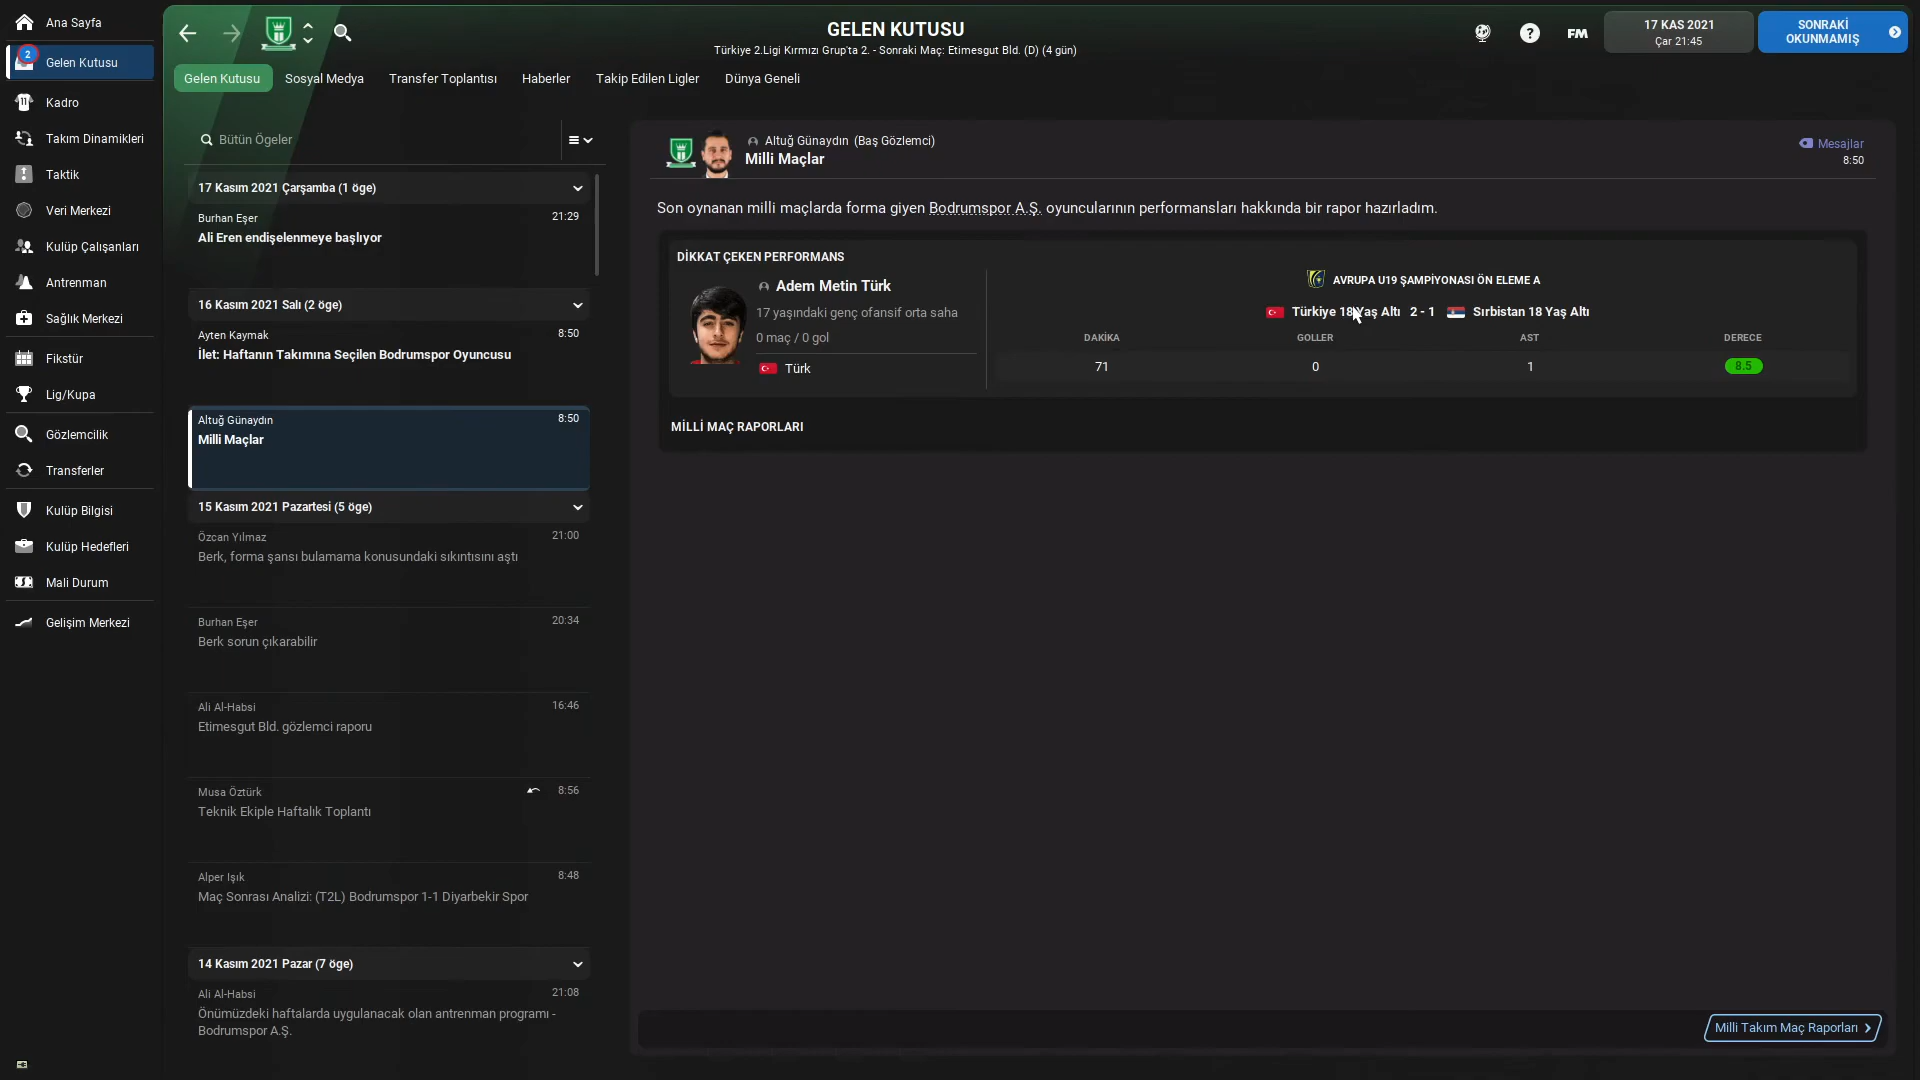 Ana Sayfa
2
Gelen Kutusu
Kadro
Takım Dinamikleri
Taktik
Veri Merkezi
Kulüp Çalışanları
Antrenman
Sağlık Merkezi
Fikstür
Lig/Kupa
Gözlemcilik
Transferler
Kulüp Bilgisi
Kulüp Hedefleri
Mali Durum
Gelişim Merkezi
GELEN KUTUSU
Türkiye 2.Ligi Kırmızı Grup'ta 2. - Sonraki Maç: Etimesgut Bld. (D) (4 gün)
?
FM
17 KAS 2021
Çar 21:45
SONRAKİ
OKUNMAMIŞ
Gelen Kutusu
Sosyal Medya
Transfer Toplantısı
Haberler
Takip Edilen Ligler
Dünya Geneli
Bütün Ögeler
17 Kasım 2021 Çarşamba (1 öge)
Burhan Eşer 21:29
Ali Eren endişelenmeye başlıyor
16 Kasım 2021 Salı (2 öge)
Ayten Kaymak 8:50
İlet: Haftanın Takımına Seçilen Bodrumspor Oyuncusu
Altuğ Günaydın 8:50
Milli Maçlar
15 Kasım 2021 Pazartesi (5 öge)
Özcan Yılmaz 21:00
Berk, forma şansı bulamama konusundaki sıkıntısını aştı
Burhan Eşer 20:34
Berk sorun çıkarabilir
Ali Al-Habsi 16:46
Etimesgut Bld. gözlemci raporu
Musa Öztürk 8:56
Teknik Ekiple Haftalık Toplantı
Alper Işık 8:48
Maç Sonrası Analizi: (T2L) Bodrumspor 1-1 Diyarbekir Spor
14 Kasım 2021 Pazar (7 öge)
Ali Al-Habsi 21:08
Önümüzdeki haftalarda uygulanacak olan antrenman programı -
Bodrumspor A.Ş.
Altuğ Günaydın (Baş Gözlemci)
Milli Maçlar
Mesajlar
8:50
Son oynanan milli maçlarda forma giyen Bodrumspor A.Ş. oyuncularının performansları hakkında bir rapor hazırladım.
DİKKAT ÇEKEN PERFORMANS
Adem Metin Türk
17 yaşındaki genç ofansif orta saha
0 maç / 0 gol
Türk
AVRUPA U19 ŞAMPİYONASI ÖN ELEME A
Türkiye 18 Yaş Altı 2 - 1 Sırbistan 18 Yaş Altı
DAKİKA GOLLER AST DERECE
71 0 1 8.5
MİLLİ MAÇ RAPORLARI
Milli Takım Maç Raporları